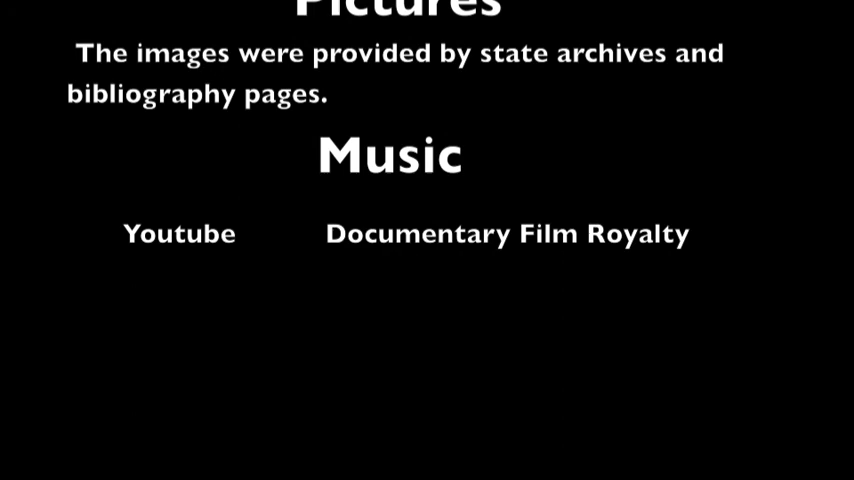 Pictures
The images were provided by state archives and
bibliography pages.
Music
Youtube Documentary Film Royalty